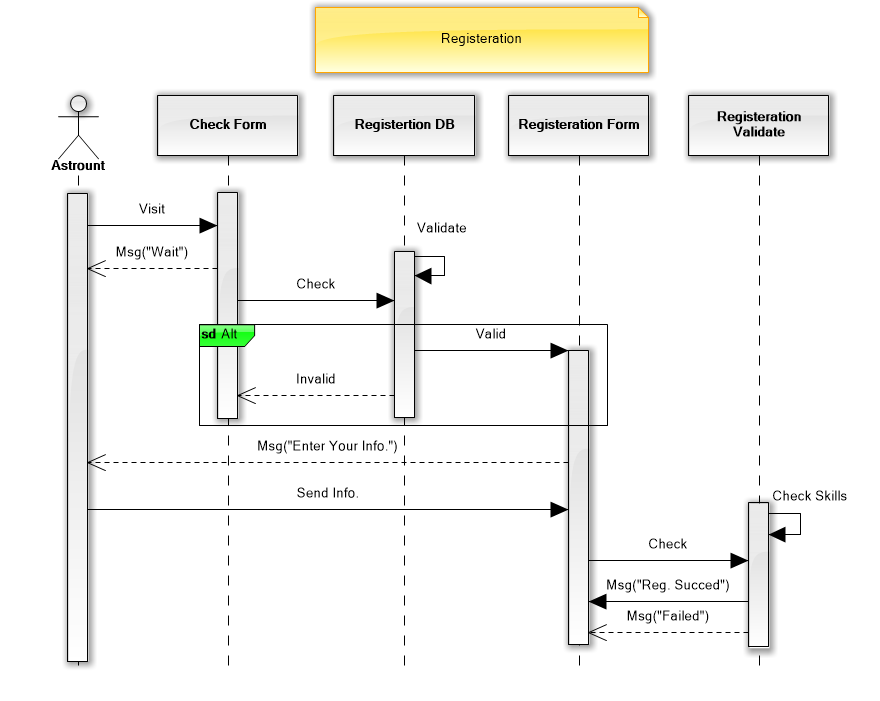 Registeration
Check Form
Registertion DB
Registeration Form
Registeration
Validate
Astrount
Visit
Validate
Msg("Wait")
Check
sd Alt
Valid
Invalid
Msg("Enter Your Info.")
Send Info.
Check Skills
Check
Msg("Reg. Succed")
Msg("Failed")